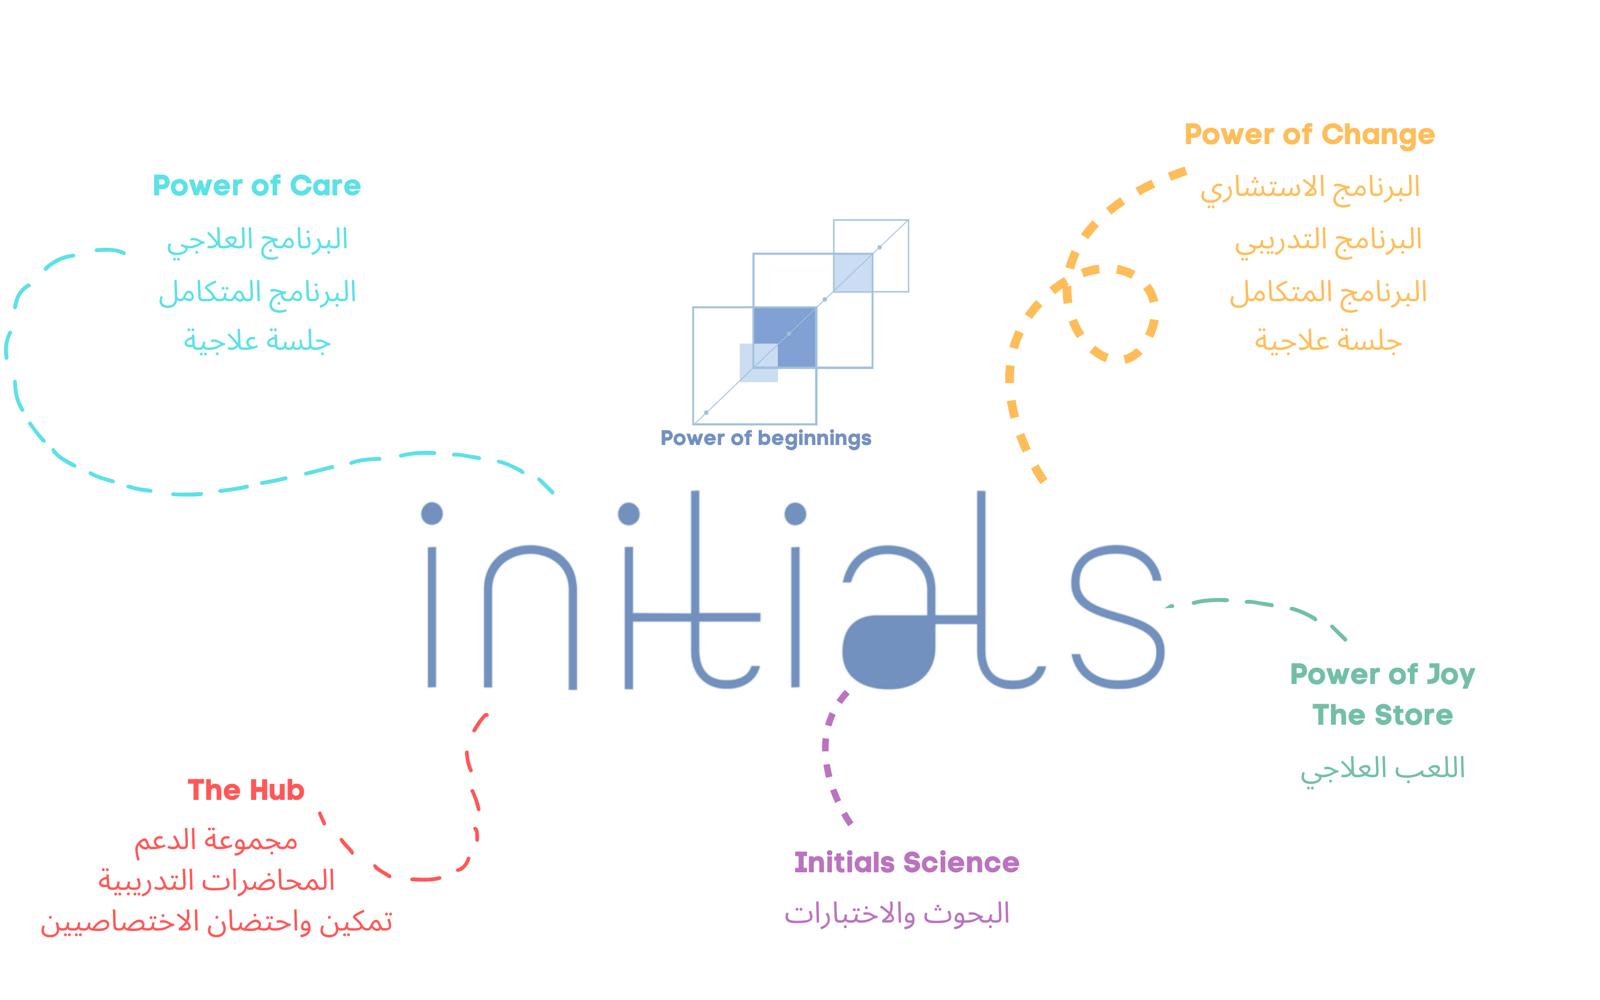 Power of Care
البرنامج العلاجي
البرنامج المتكامل
جلسة علاجية
Power of Change
البرنامج الاستشاري
البرنامج التدريبي
البرنامج المتكامل
جلسة علاجية
Power of beginnings
initials
Power of Joy
The Store
اللعب العلاجي
The Hub
مجموعة الدعم
المحاضرات التدريبية
تمكين واحتضان الاختصاصيين
Initials Science
البحوث والاختبارات